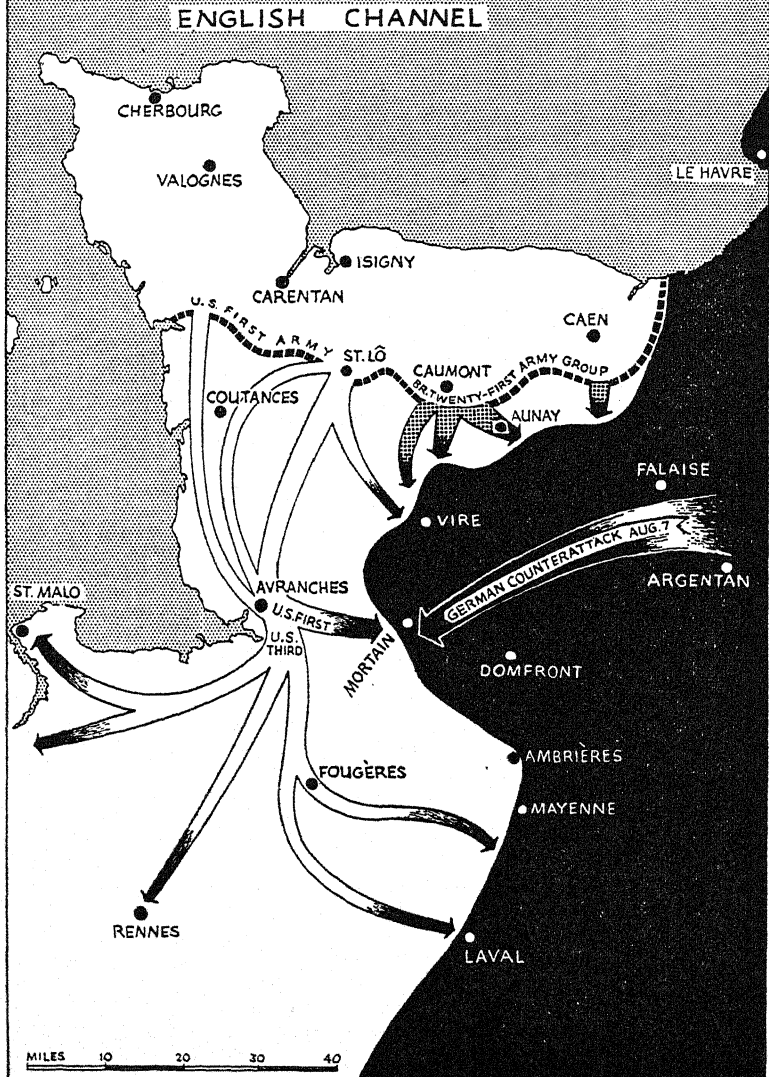 ENGLISH CHANNEL
CHERBOURG
VALOGNES
LE HAVRE
ISIGNY
CARENTAN
U.S. FIRST ARMY
CAEN
ST. LÔ
CAUMONT
BR. TWENTY-FIRST ARMY GROUP
COUTANCES
AUNAY
FALAISE
VIRE
GERMAN COUNTERATTACK AUG. 7
ARGENTAN
ST. MALO
AVRANCHES
U.S. FIRST
U.S.
THIRD
MORTAIN
DOMFRONT
AMBRIÈRES
FOUGÈRES
MAYENNE
RENNES
LAVAL
MILES 10 20 30 40